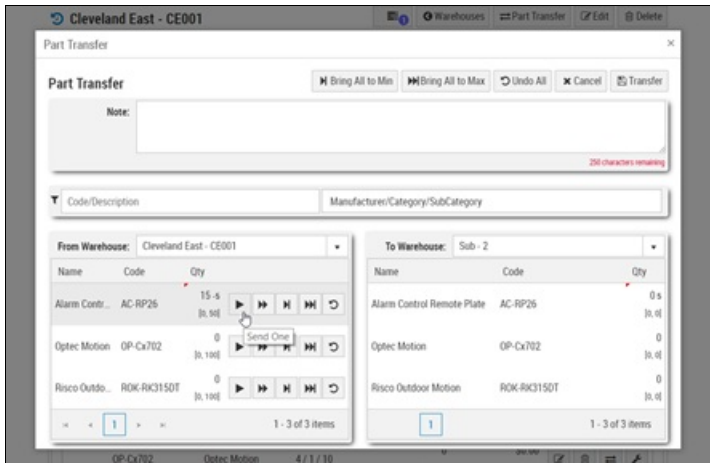 Cleveland East - CE001
0
Warehouses
Part Transfer
Edit
Delete
Part Transfer
×
Part Transfer
Bring All to Min
Bring All to Max
Undo All
Cancel
Transfer
Note:
250 characters remaining
Code/Description
Manufacturer/Category/SubCategory
From Warehouse: Cleveland East - CE001
To Warehouse: Sub - 2
Name Code Qty
Name Code Qty
Alarm Contr... AC-RP26 15 -s
[0, 50]
Alarm Control Remote Plate AC-RP26 0 s
[0, 0]
Send One
Optec Motion OP-Cx702 0
[0, 100]
Optec Motion OP-Cx702 0
[0, 0]
Risco Outdo... ROK-RK315DT 0
[0, 100]
Risco Outdoor Motion ROK-RK315DT 0
[0, 0]
1
1 - 3 of 3 items
1
1 - 3 of 3 items
OP-Cx702 Optec Motion 4 / 1 / 10 0 $0.00